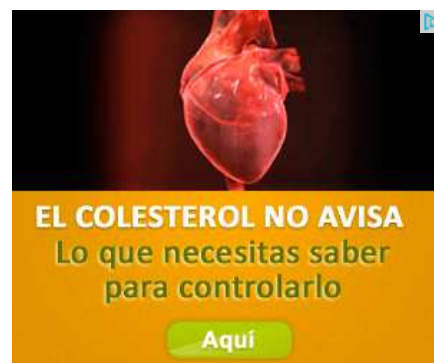 EL COLESTEROL NO AVISA
Lo que necesitas saber
para controlarlo
Aquí